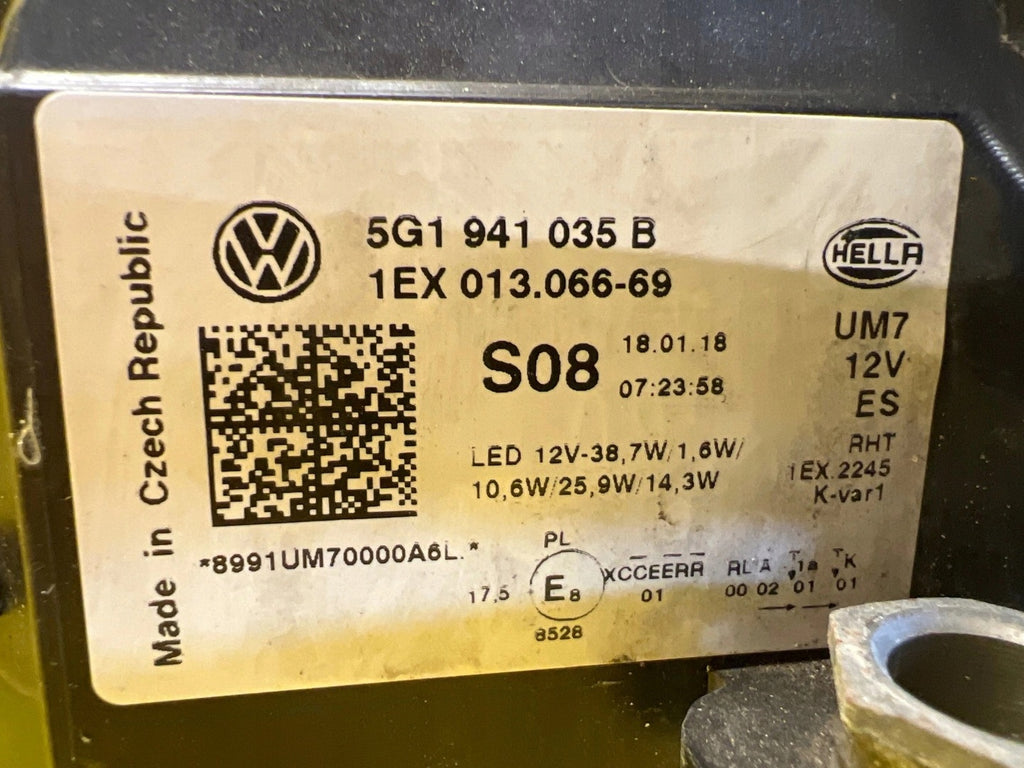 Made in Czech Republic
5G1 941 035 B
1EX 013.066-69
HELLA
S08
18.01.18
07:23:58
UM7
12V
ES
LED 12V-38,7W/1,6W/
10,6W/25,9W/14,3W
RHT
1EX.2245
K-var1
*8991UM70000A6L.*
PL
17,5 E8 XCCEERR RL A 1a K
01 00 02 01 01
8528